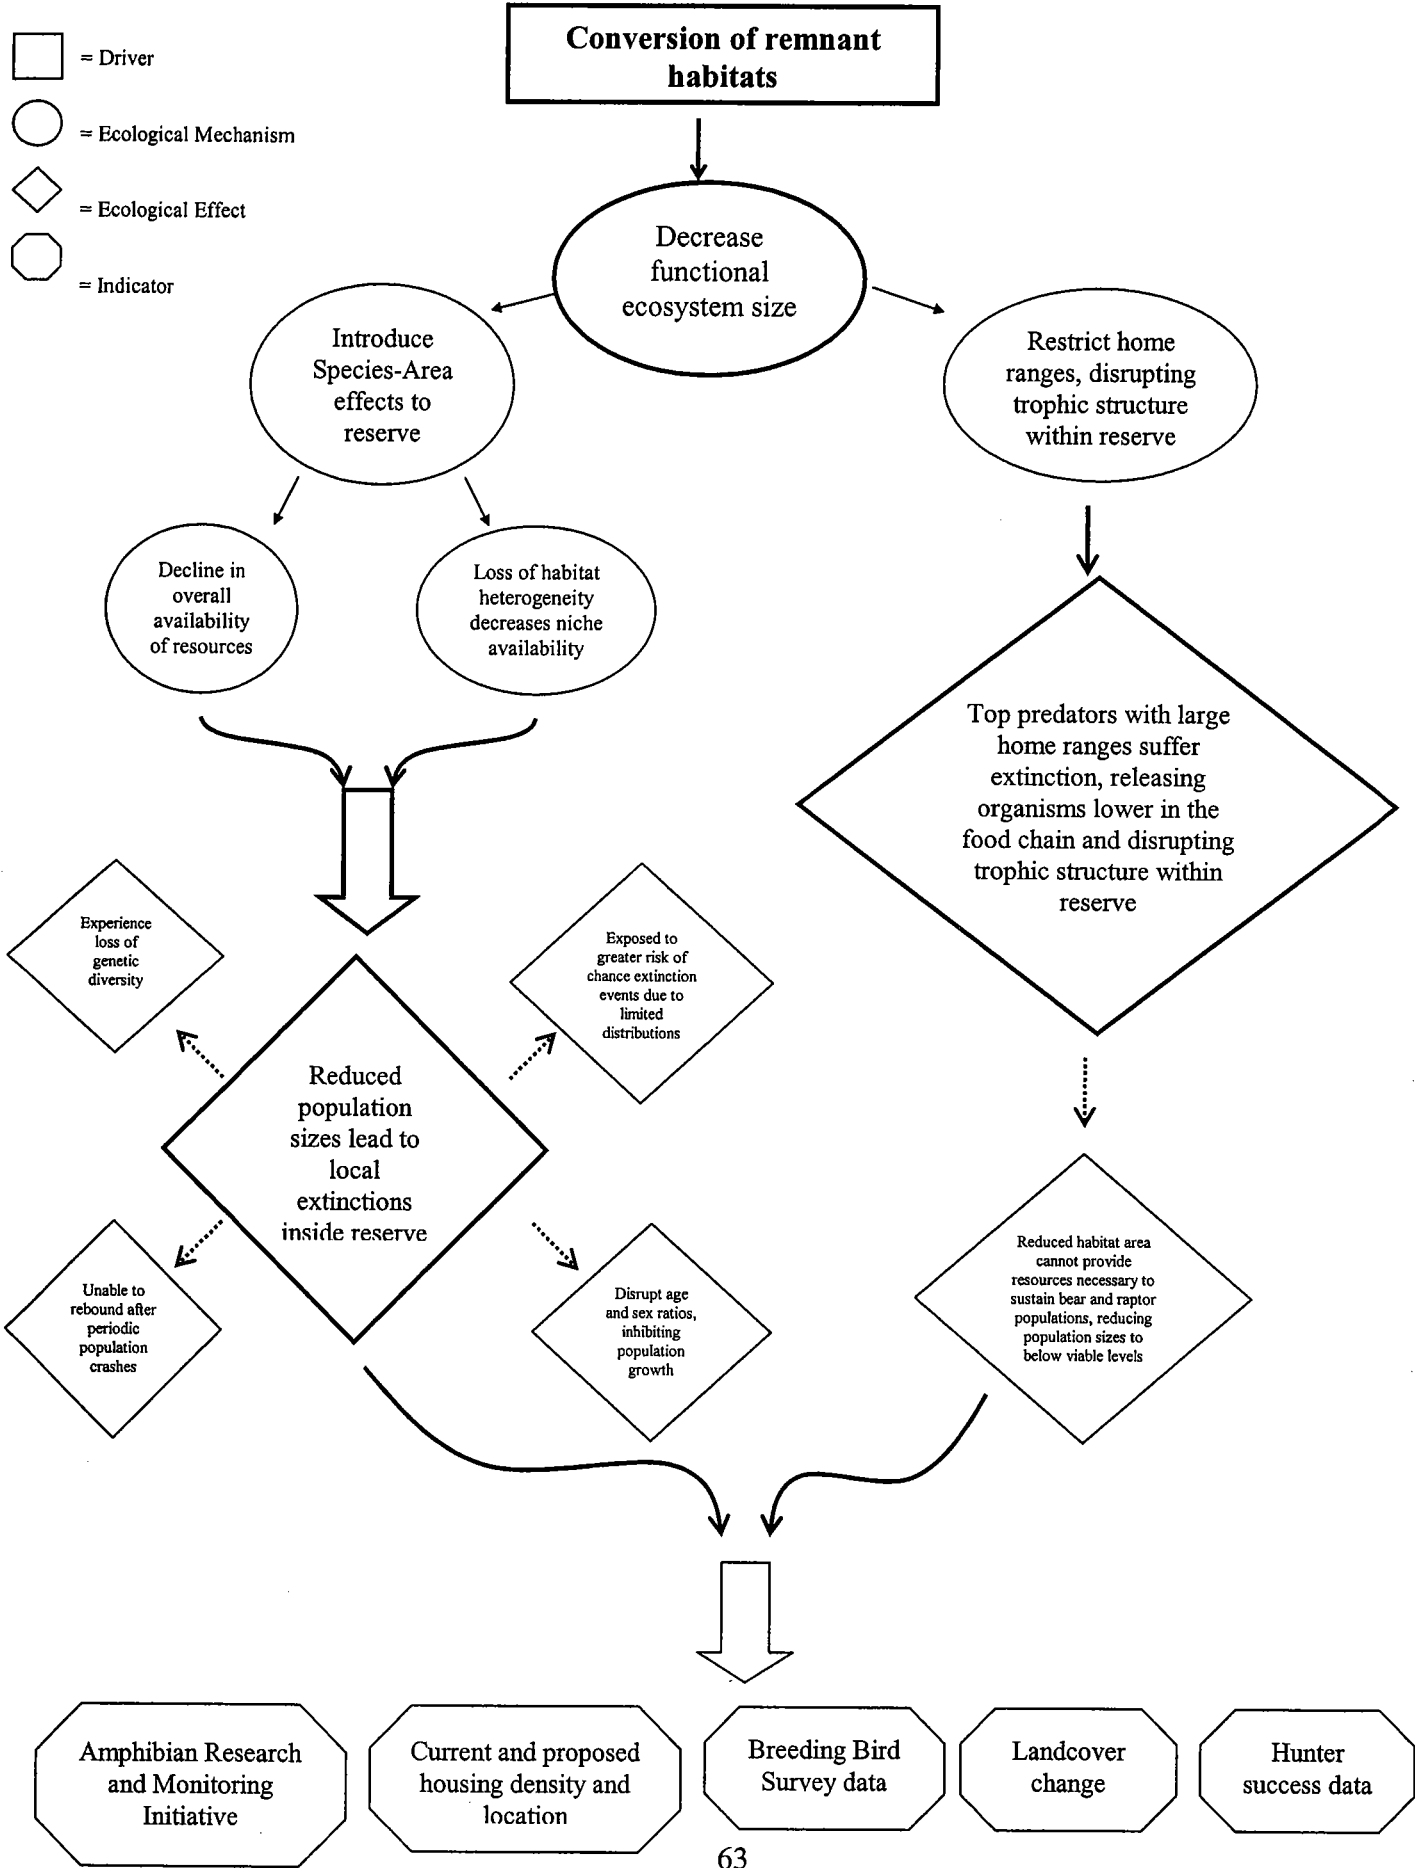 Conversion of remnant
habitats
= Driver
= Ecological Mechanism
= Ecological Effect
= Indicator
Decrease
functional
ecosystem size
Introduce
Species-Area
effects to
reserve
Restrict home
ranges, disrupting
trophic structure
within reserve
Decline in
overall
availability
of resources
Loss of habitat
heterogeneity
decreases niche
availability
Top predators with large
home ranges suffer
extinction, releasing
organisms lower in the
food chain and disrupting
trophic structure within
reserve
Experience
loss of
genetic
diversity
Exposed to
greater risk of
chance extinction
events due to
limited
distributions
Reduced
population
sizes lead to
local
extinctions
inside reserve
Unable to
rebound after
periodic
population
crashes
Disrupt age
and sex ratios,
inhibiting
population
growth
Reduced habitat area
cannot provide
resources necessary to
sustain bear and raptor
populations, reducing
population sizes to
below viable levels
Amphibian Research
and Monitoring
Initiative
Current and proposed
housing density and
location
Breeding Bird
Survey data
Landcover
change
Hunter
success data
63